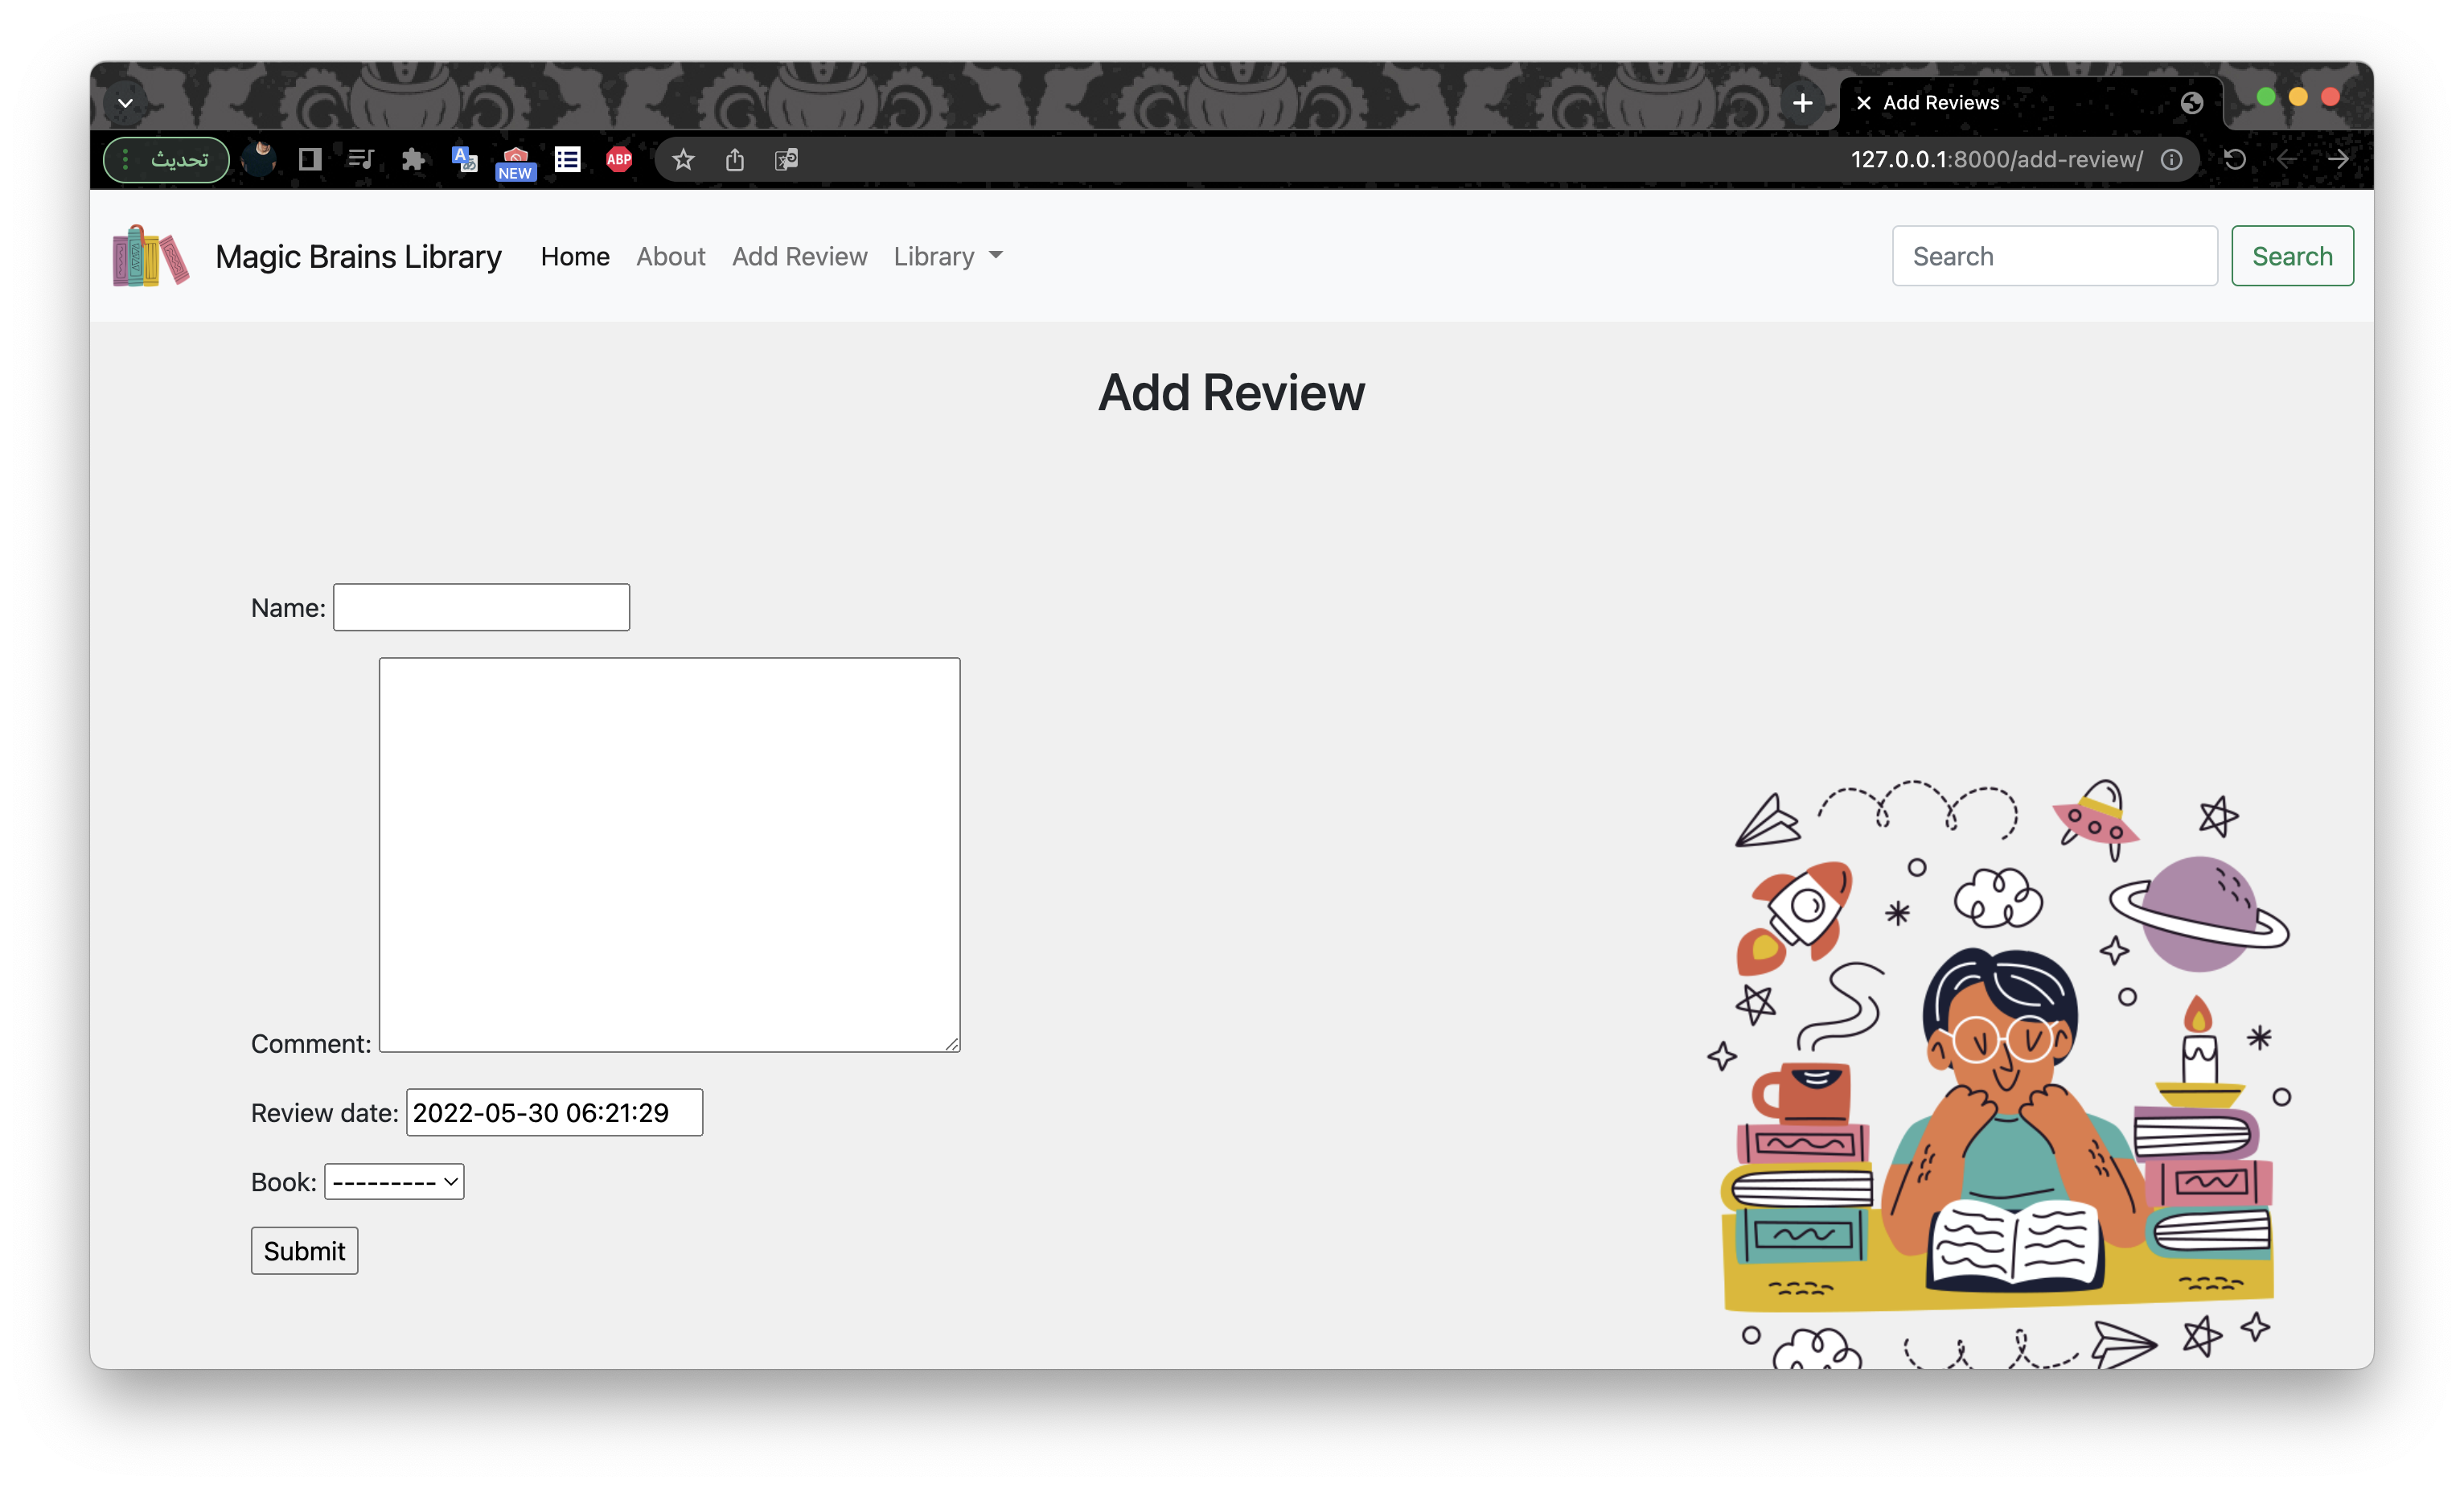 Add Reviews
تحديث
NEW
ABP
127.0.0.1:8000/add-review/
Magic Brains Library
Home
About
Add Review
Library
Search
Search
Add Review
Name:
Comment:
Review date: 2022-05-30 06:21:29
Book: ---------
Submit